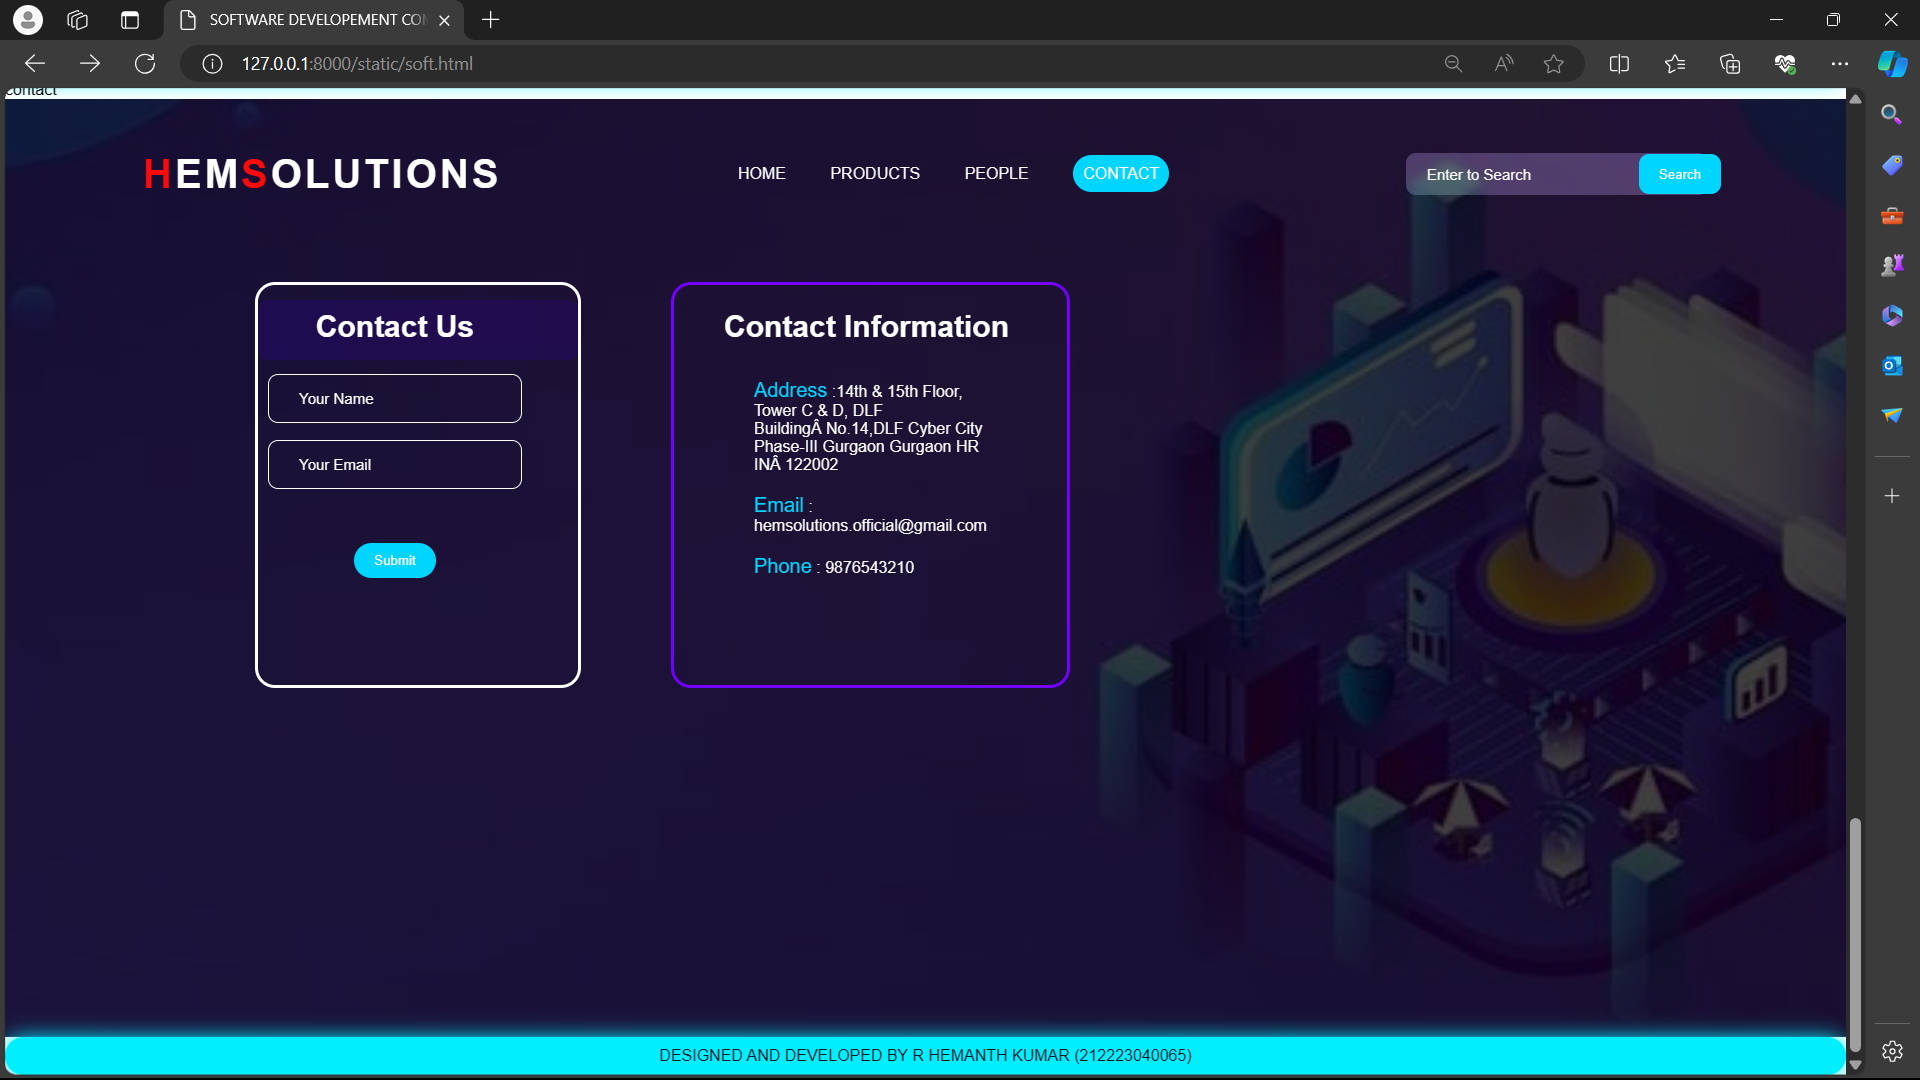 SOFTWARE DEVELOPEMENT CO
127.0.0.1:8000/static/soft.html
contact
HEMSOLUTIONS
HOME PRODUCTS PEOPLE CONTACT
Enter to Search Search
Contact Us
Your Name
Your Email
Submit
Contact Information
Address :14th & 15th Floor,
Tower C & D, DLF
BuildingÂ No.14,DLF Cyber City
Phase-III Gurgaon Gurgaon HR
INÂ 122002
Email :
hemsolutions.official@gmail.com
Phone : 9876543210
DESIGNED AND DEVELOPED BY R HEMANTH KUMAR (212223040065)